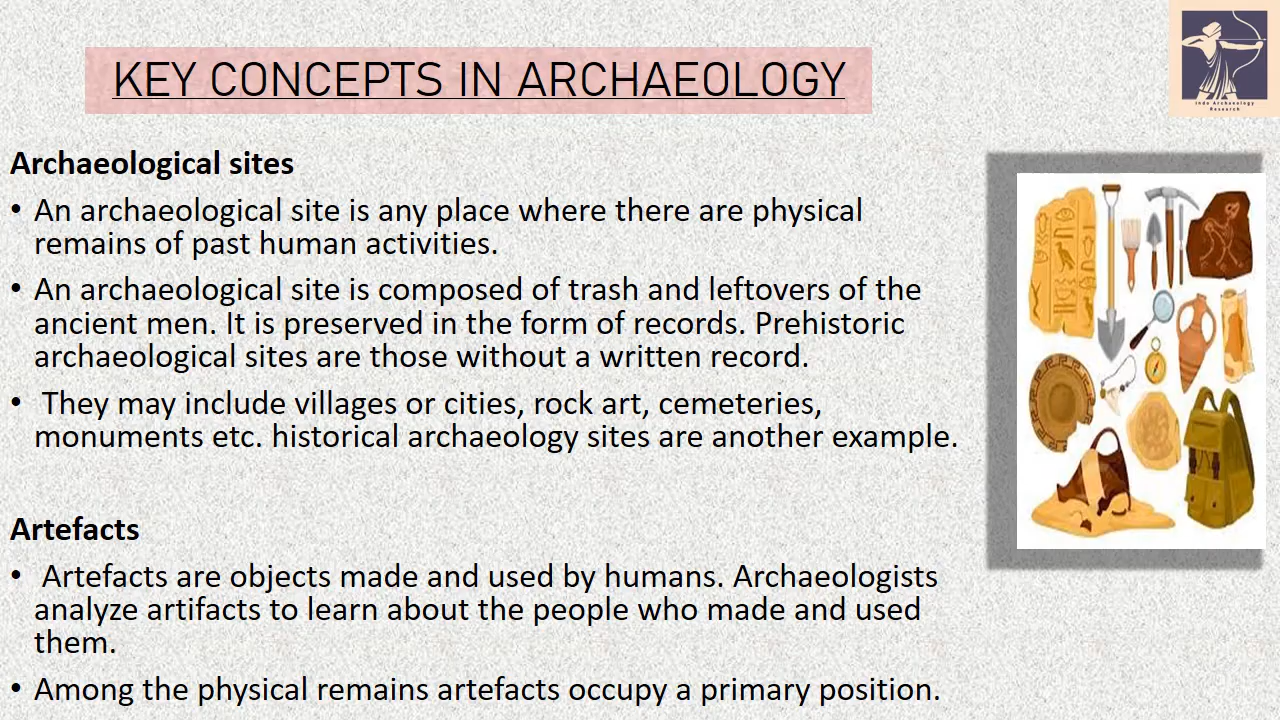 KEY CONCEPTS IN ARCHAEOLOGY
Indo Archaeology
Research
Archaeological sites
• An archaeological site is any place where there are physical
remains of past human activities.
• An archaeological site is composed of trash and leftovers of the
ancient men. It is preserved in the form of records. Prehistoric
archaeological sites are those without a written record.
• They may include villages or cities, rock art, cemeteries,
monuments etc. historical archaeology sites are another example.
Artefacts
• Artefacts are objects made and used by humans. Archaeologists
analyze artifacts to learn about the people who made and used
them.
• Among the physical remains artefacts occupy a primary position.